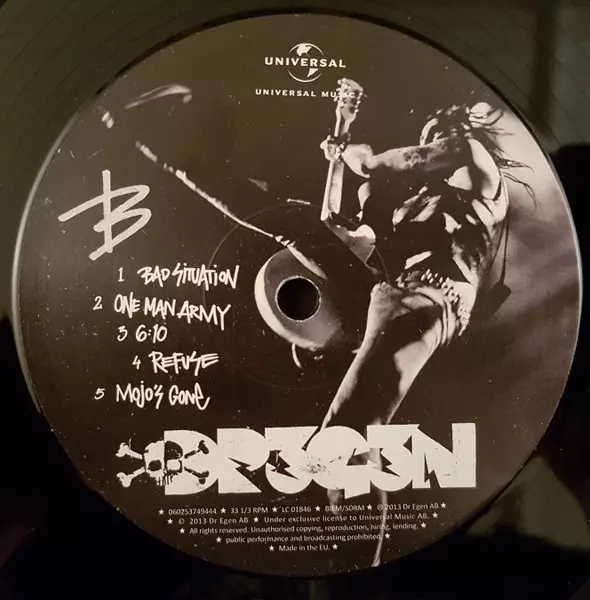 UNIVERSAL
UNIVERSAL MUSIC
B
1 BAD SITUATION
2 ONE MAN ARMY
3 6:10
4 REFUSE
5 MOJO'S GONE
DR3G3N
★ 060253749444 ★ 33 1/3 RPM ★ LC 01846 ★ BIEM/SDRM ★ ℗ 2013 Dr Egen AB ★
★ © 2013 Dr Egen AB ★ Under exclusive license to Universal Music AB. ★
★ All rights reserved. Unauthorised copying, reproduction, hiring, lending. ★
★ public performance and broadcasting prohibited. ★
★ Made in the EU. ★